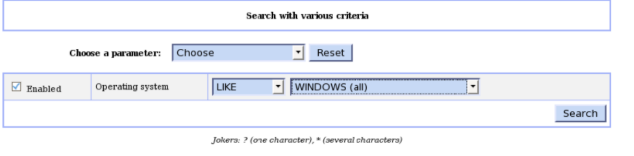 Search with various criteria
Choose a parameter: Choose Reset
Enabled Operating system LIKE WINDOWS (all)
Search
Jokers: ? (one character), * (several characters)